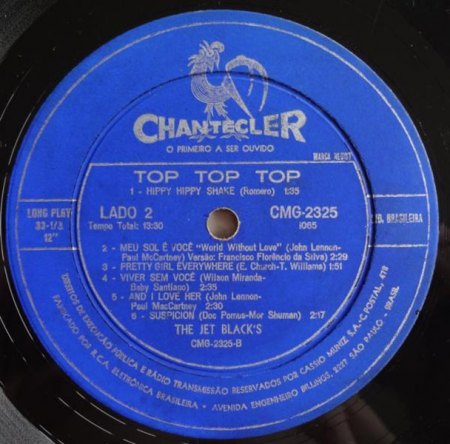 CHANTECLER
O PRIMEIRO A SER OUVIDO
MARCA REGIST
TOP TOP TOP
1 - HIPPY HIPPY SHAKE (Romero) 1:35
LONG PLAY
33-1/3
12"
LADO 2
Tempo Total: 13:30
CMG-2325
1065
IND. BRASILEIRA
2 - MEU SOL É VOCÊ "World Without Love" (John Lennon-
Paul McCartney) Versão: Francisco Florêncio da Silva) 2:29
3 - PRETTY GIRL EVERYWHERE (E. Church-T. Williams) 1:51
4 - VIVER SEM VOCÊ (Wilson Miranda-
Baby Santiago) 2:35
5 - AND I LOVE HER (John Lennon-
Paul MacCartney 2:22
6 - SUSPICION (Doc Pomus-Mor Shuman) 2:17
THE JET BLACK'S
CMG-2325-B
DIREITOS DE EXECUÇÃO PÚBLICA E RÁDIO TRANSMISSÃO RESERVADOS POR CASSIO MUNIZ S.A.-C.POSTAL, 478
FABRICADO POR R.C.A. ELETRÔNICA BRASILEIRA - AVENIDA ENGENHEIRO BILLINGS, 2227 SÃO PAULO - BRASIL